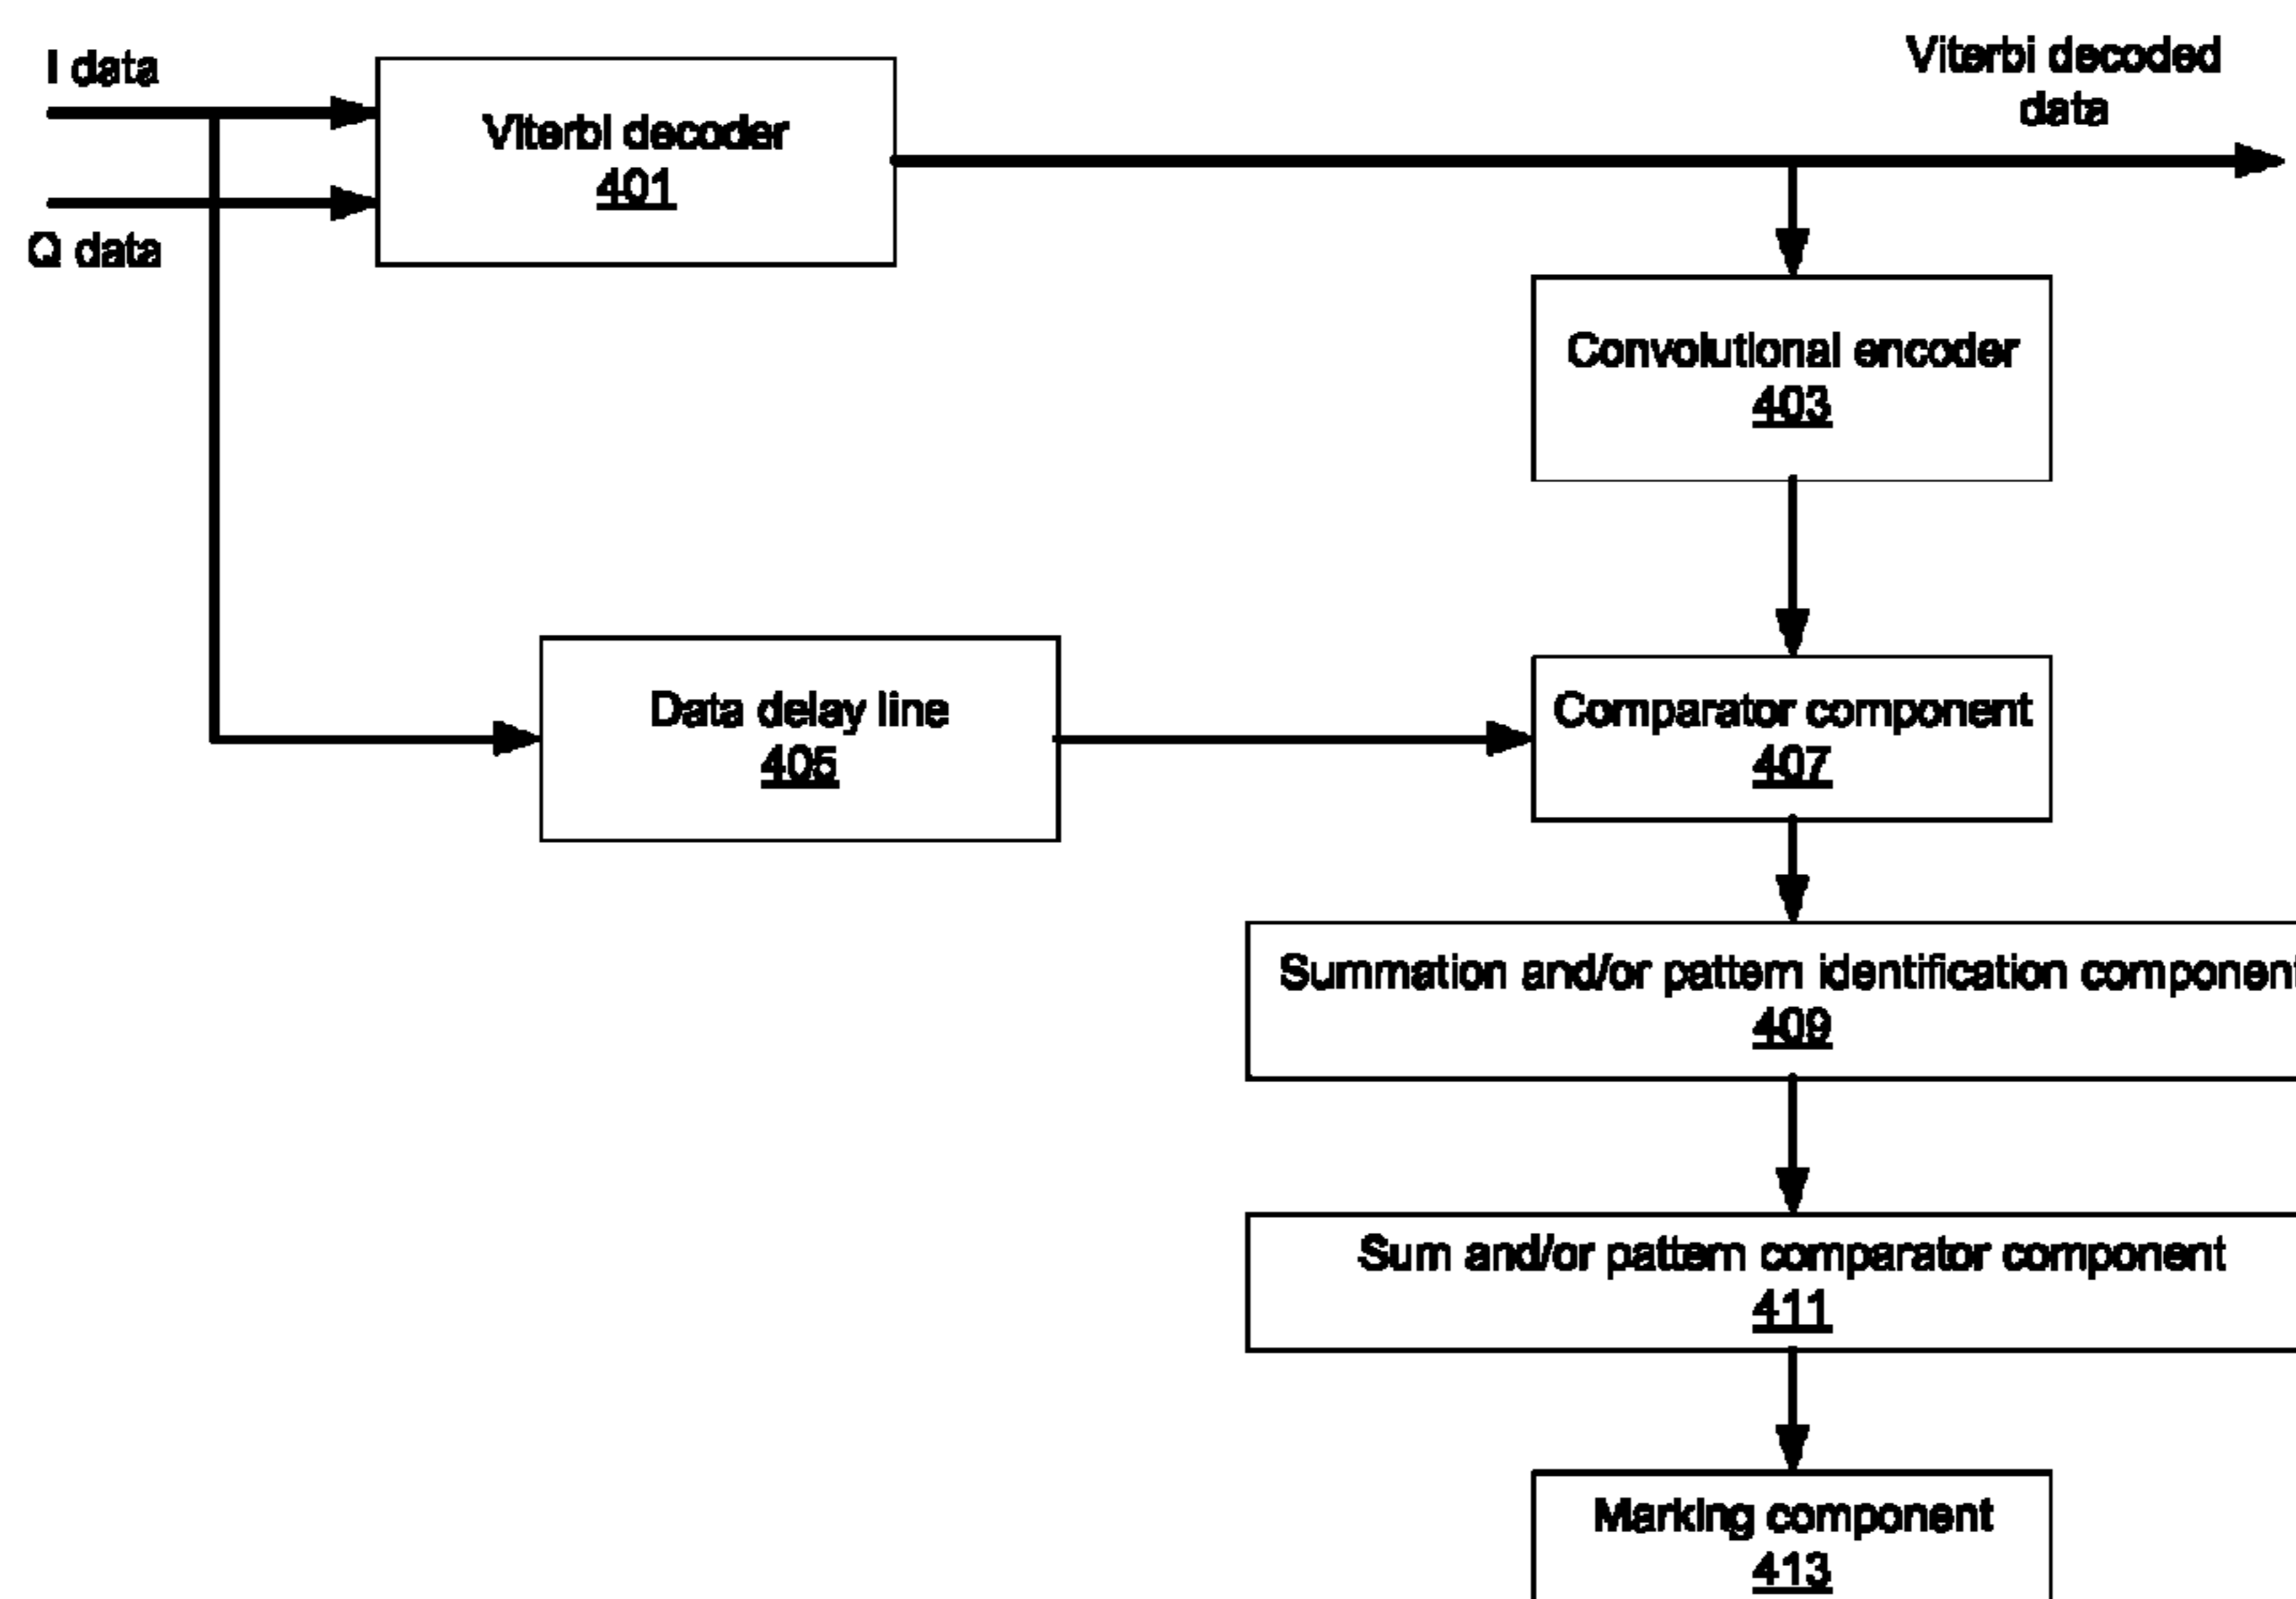 I data
Q data
Viterbi decoder
401
Viterbi decoded
data
Convolutional encoder
403
Data delay line
405
Comparator component
407
Summation and/or pattern identification component
409
Sum and/or pattern comparator component
411
Marking component
413